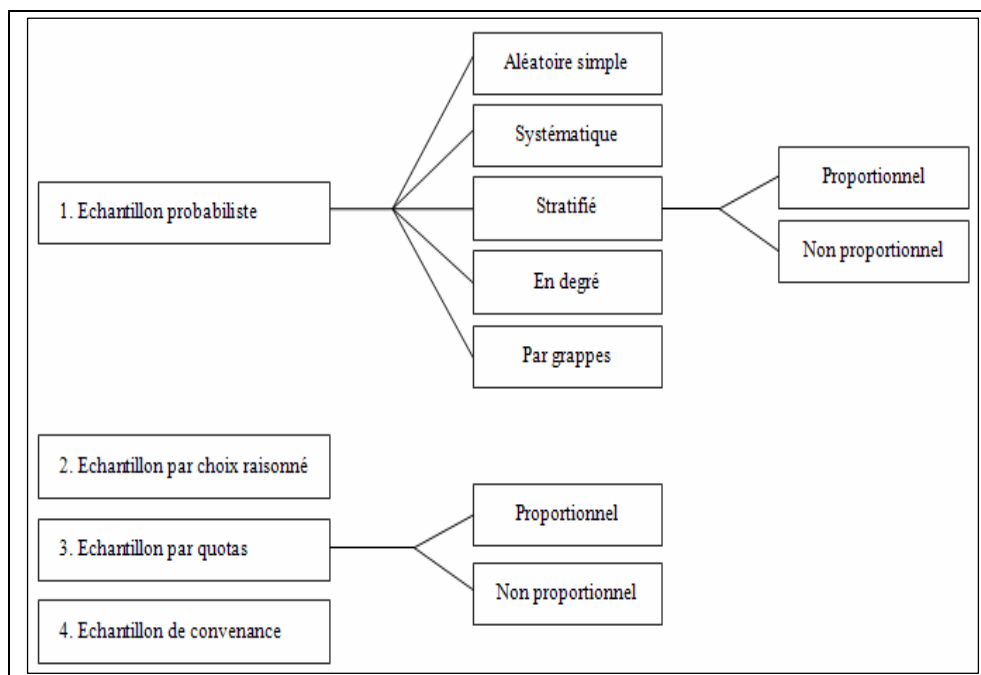 1. Echantillon probabiliste
Aléatoire simple
Systématique
Stratifié
En degré
Par grappes
Proportionnel
Non proportionnel
2. Echantillon par choix raisonné
3. Echantillon par quotas
Proportionnel
Non proportionnel
4. Echantillon de convenance